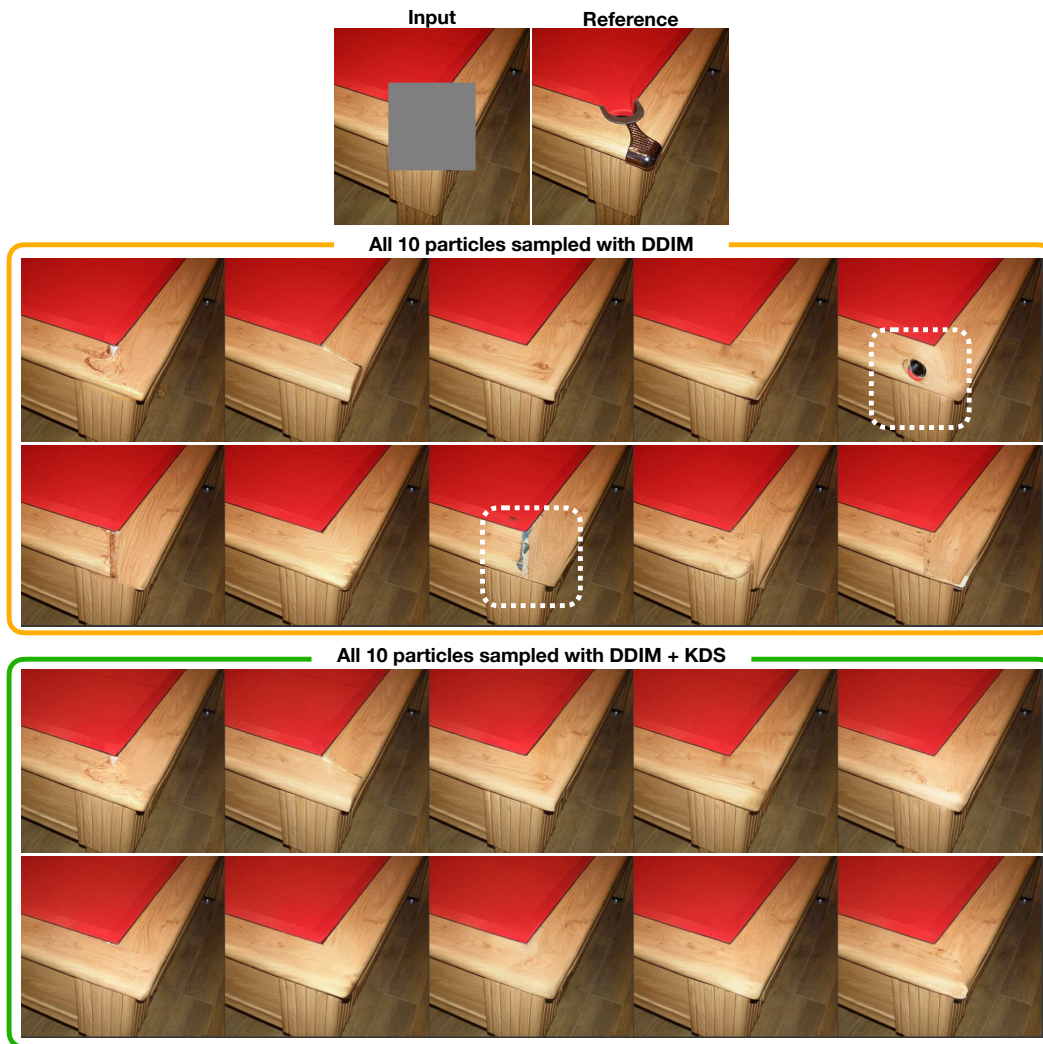 Input
Reference
All 10 particles sampled with DDIM
All 10 particles sampled with DDIM + KDS